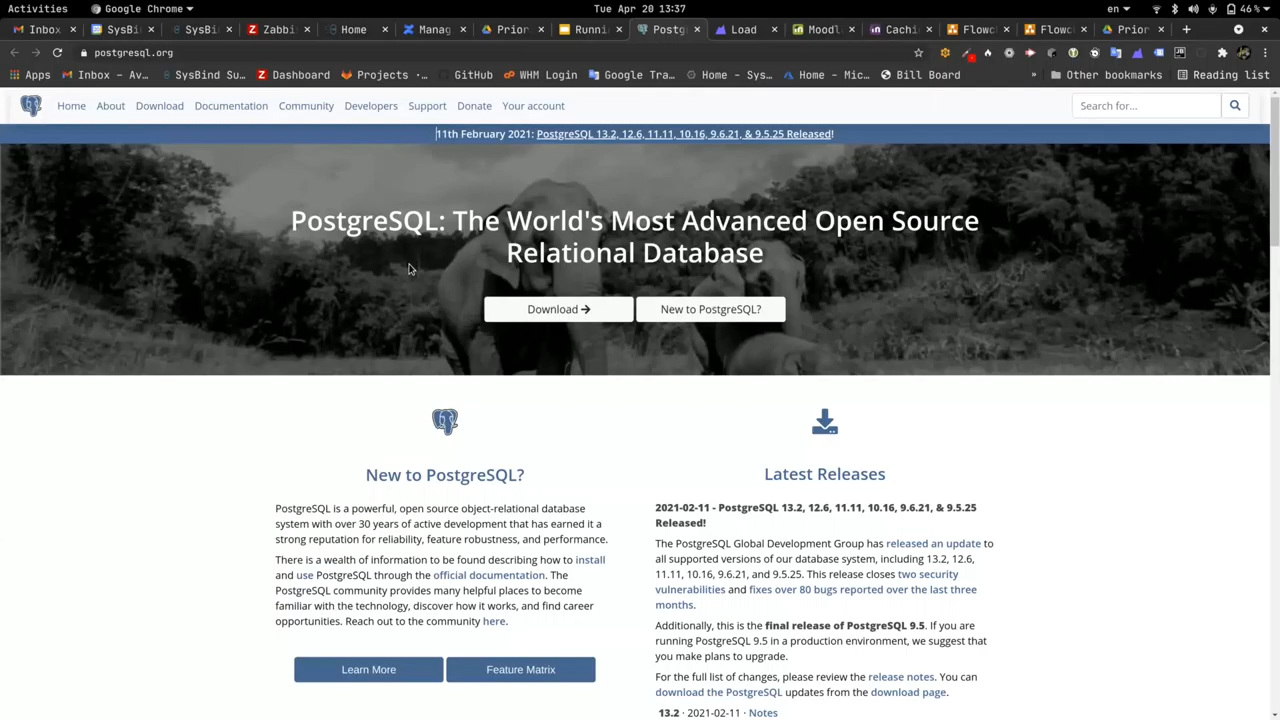 Activities Google Chrome Tue Apr 20 13:37 en 46 %
Inbox SysBi SysBi Zabbi Home Manag Prior Runni Postg Load Moodl Cachi Flowc Flowc Prior
postgresql.org
Apps Inbox - Av... SysBind Su... Dashboard Projects · ... GitHub WHM Login Google Tra... Home - Sys... Home - Mic... Bill Board » Other bookmarks Reading list
Home About Download Documentation Community Developers Support Donate Your account Search for...
11th February 2021: PostgreSQL 13.2, 12.6, 11.11, 10.16, 9.6.21, & 9.5.25 Released!
PostgreSQL: The World's Most Advanced Open Source
Relational Database
Download New to PostgreSQL?
New to PostgreSQL?
PostgreSQL is a powerful, open source object-relational database
system with over 30 years of active development that has earned it a
strong reputation for reliability, feature robustness, and performance.
There is a wealth of information to be found describing how to install
and use PostgreSQL through the official documentation. The
PostgreSQL community provides many helpful places to become
familiar with the technology, discover how it works, and find career
opportunities. Reach out to the community here.
Learn More Feature Matrix
Latest Releases
2021-02-11 - PostgreSQL 13.2, 12.6, 11.11, 10.16, 9.6.21, & 9.5.25
Released!
The PostgreSQL Global Development Group has released an update to
all supported versions of our database system, including 13.2, 12.6,
11.11, 10.16, 9.6.21, and 9.5.25. This release closes two security
vulnerabilities and fixes over 80 bugs reported over the last three
months.
Additionally, this is the final release of PostgreSQL 9.5. If you are
running PostgreSQL 9.5 in a production environment, we suggest that
you make plans to upgrade.
For the full list of changes, please review the release notes. You can
download the PostgreSQL updates from the download page.
13.2 · 2021-02-11 · Notes